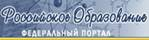 Российское Образование
ФЕДЕРАЛЬНЫЙ ПОРТАЛ